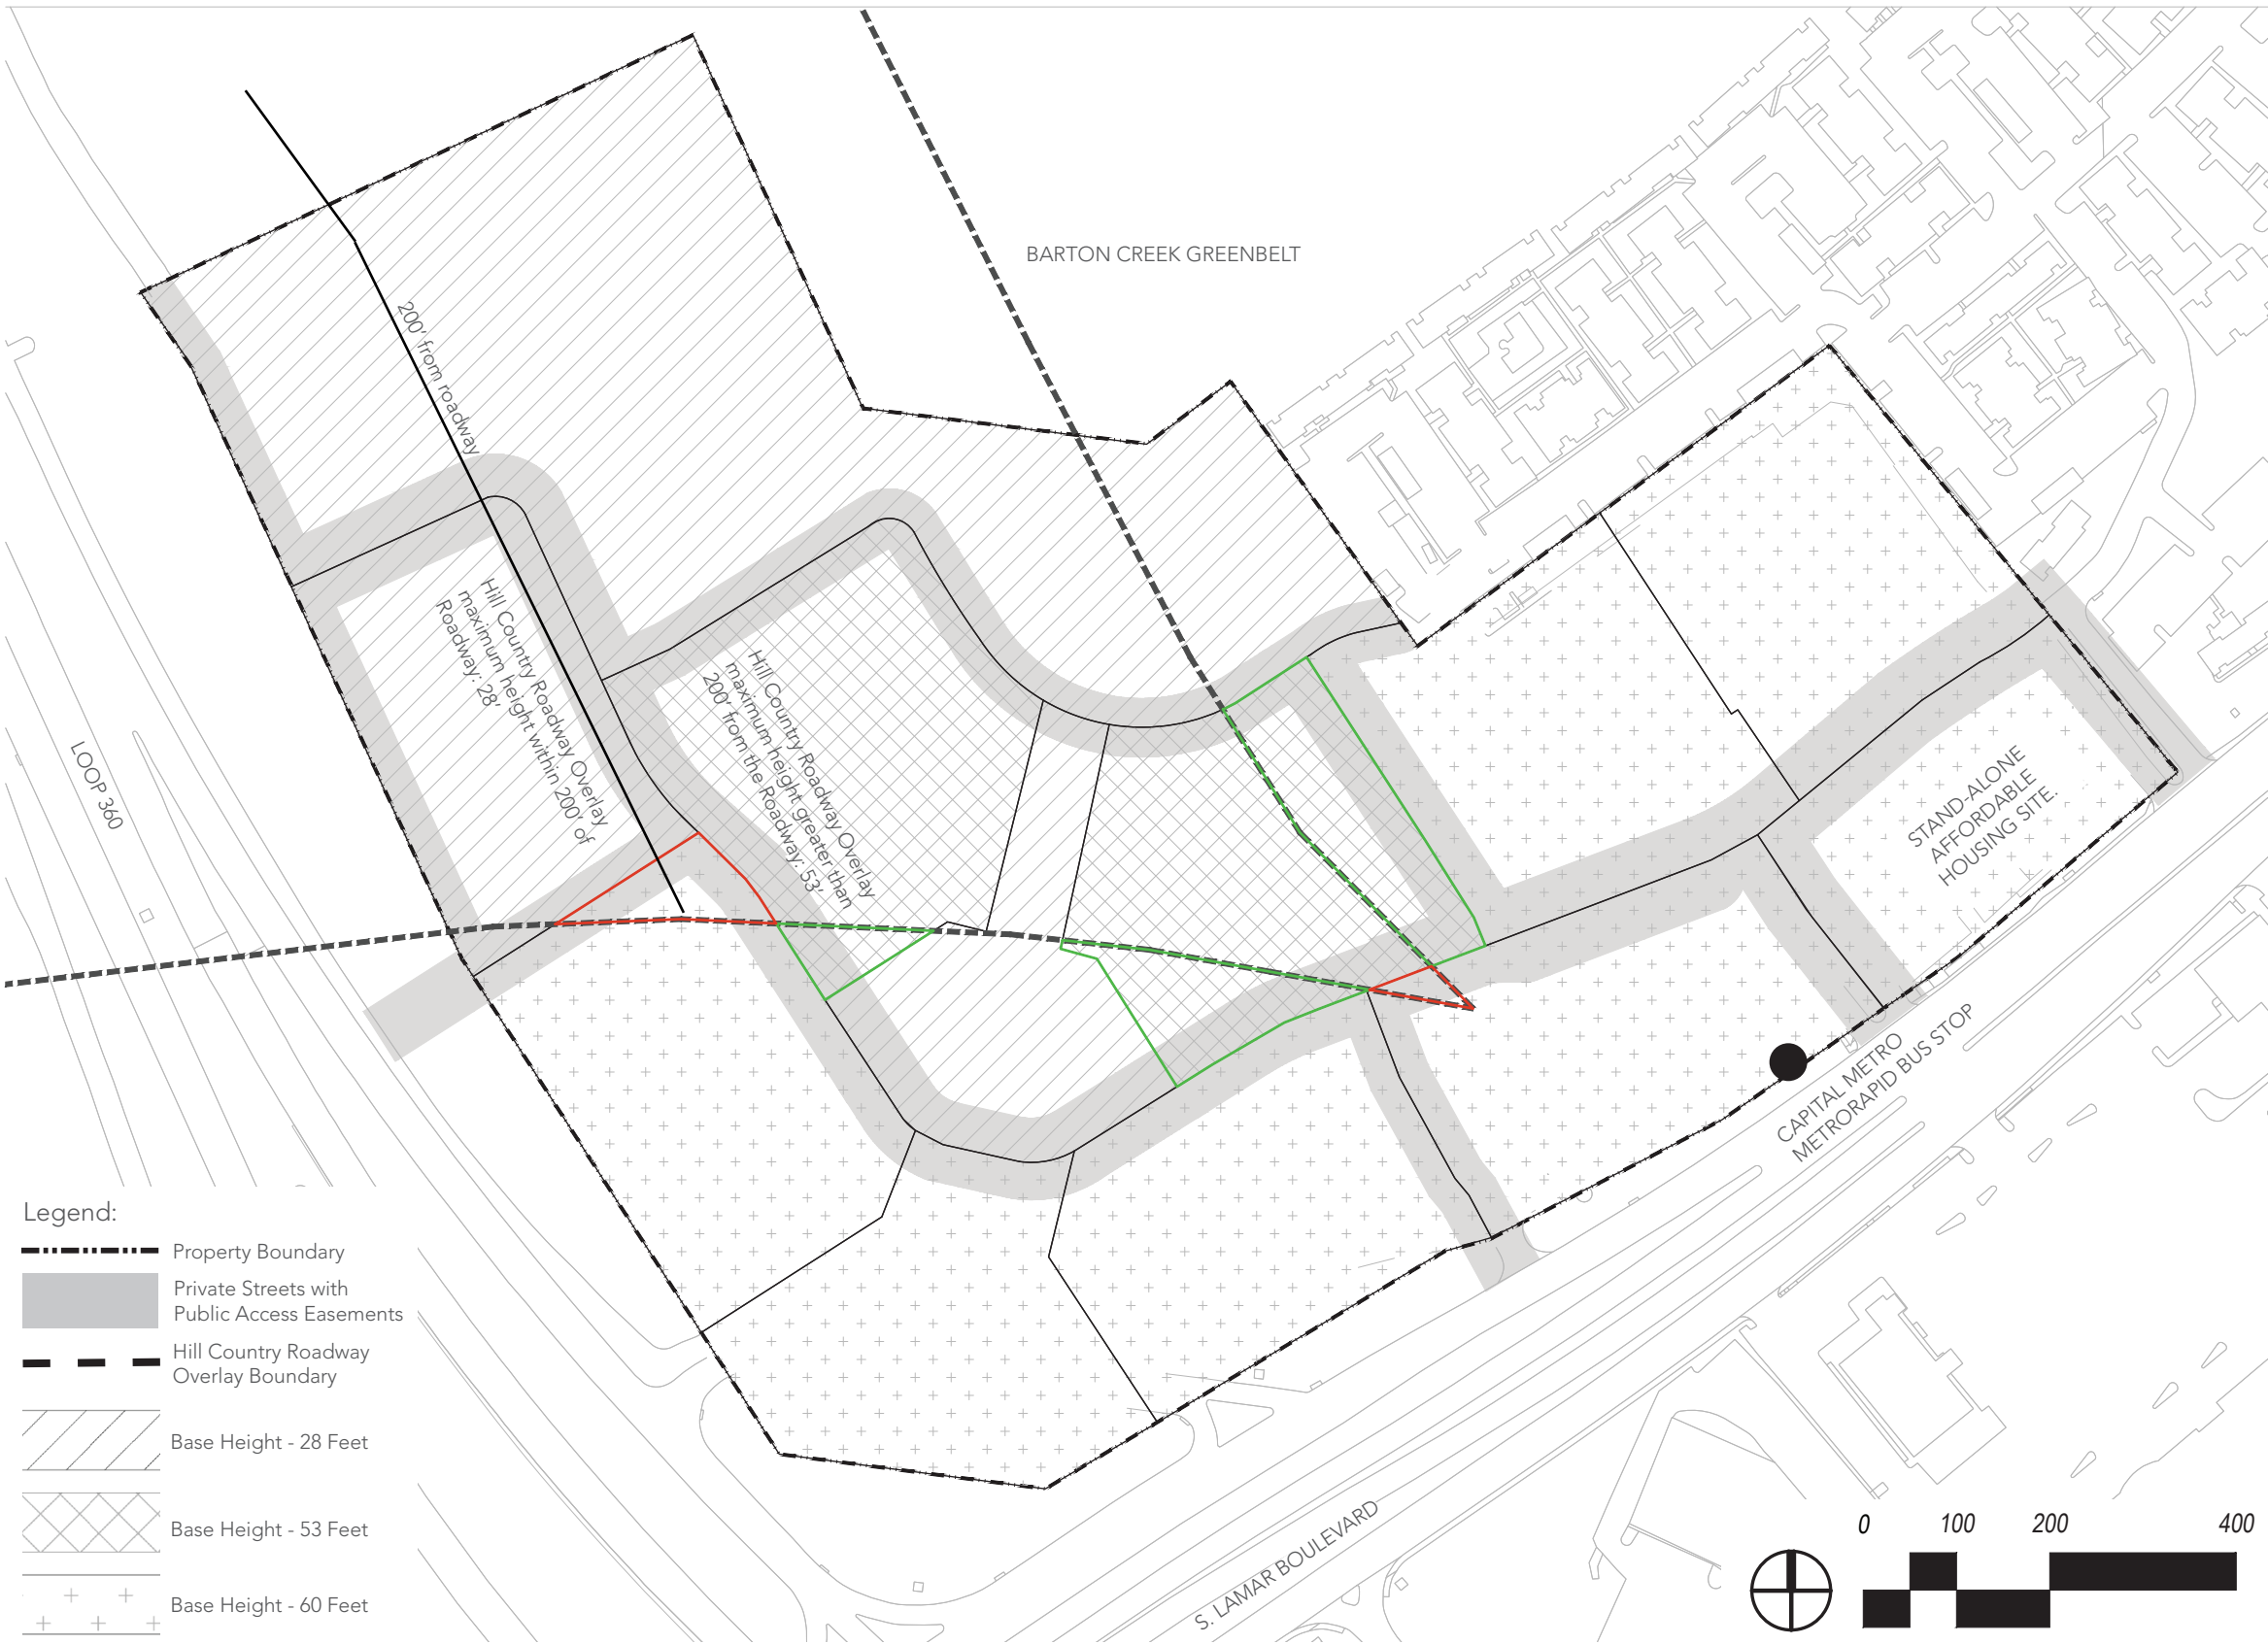 BARTON CREEK GREENBELT
200' from roadway
Hill Country Roadway Overlay
maximum height within 200' of
Roadway: 28'
Hill Country Roadway Overlay
maximum height greater than
200' from the Roadway: 53'
LOOP 360
STAND-ALONE
AFFORDABLE
HOUSING SITE.
CAPITAL METRO
METRORAPID BUS STOP
S. LAMAR BOULEVARD
Legend:
Property Boundary
Private Streets with
Public Access Easements
Hill Country Roadway
Overlay Boundary
Base Height - 28 Feet
Base Height - 53 Feet
Base Height - 60 Feet
0 100 200 400